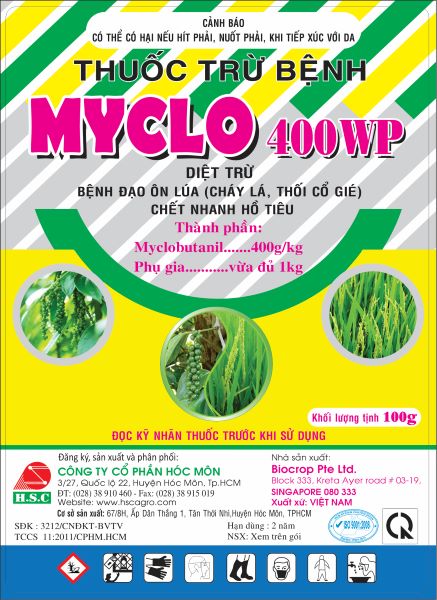 CẢNH BÁO
CÓ THỂ CÓ HẠI NẾU HÍT PHẢI, NUỐT PHẢI, KHI TIẾP XÚC VỚI DA
THUỐC TRỪ BỆNH
MYCLO 400WP
DIỆT TRỪ
BỆNH ĐẠO ÔN LÚA (CHÁY LÁ, THỐI CỔ GIÉ)
CHẾT NHANH HỒ TIÊU
Thành phần:
Myclobutanil.......400g/kg
Phụ gia...........vừa đủ 1kg
Khối lượng tịnh 100g
ĐỌC KỸ NHÃN THUỐC TRƯỚC KHI SỬ DỤNG
H.S.C
Đăng ký, sản xuất và phân phối:
CÔNG TY CỔ PHẦN HÓC MÔN
3/27, Quốc lộ 22, Huyện Hóc Môn, Tp.HCM
ĐT: (028) 38 910 460 - Fax: (028) 38 915 019
Website: www.hscagro.com
Cơ sở sản xuất: 67/8H, Ấp Dân Thắng 1, Tân Thới Nhì,Huyện Hóc Môn, TPHCM
Nhà sản xuất:
Biocrop Pte Ltd.
Block 333, Kreta Ayer road # 03-19,
SINGAPORE 080 333
Xuất xứ: VIỆT NAM
SĐK : 3212/CNĐKT-BVTV
TCCS 11:2011/CPHM.HCM
Hạn dùng : 2 năm
NSX: Xem trên gói
ISO 9001:2008